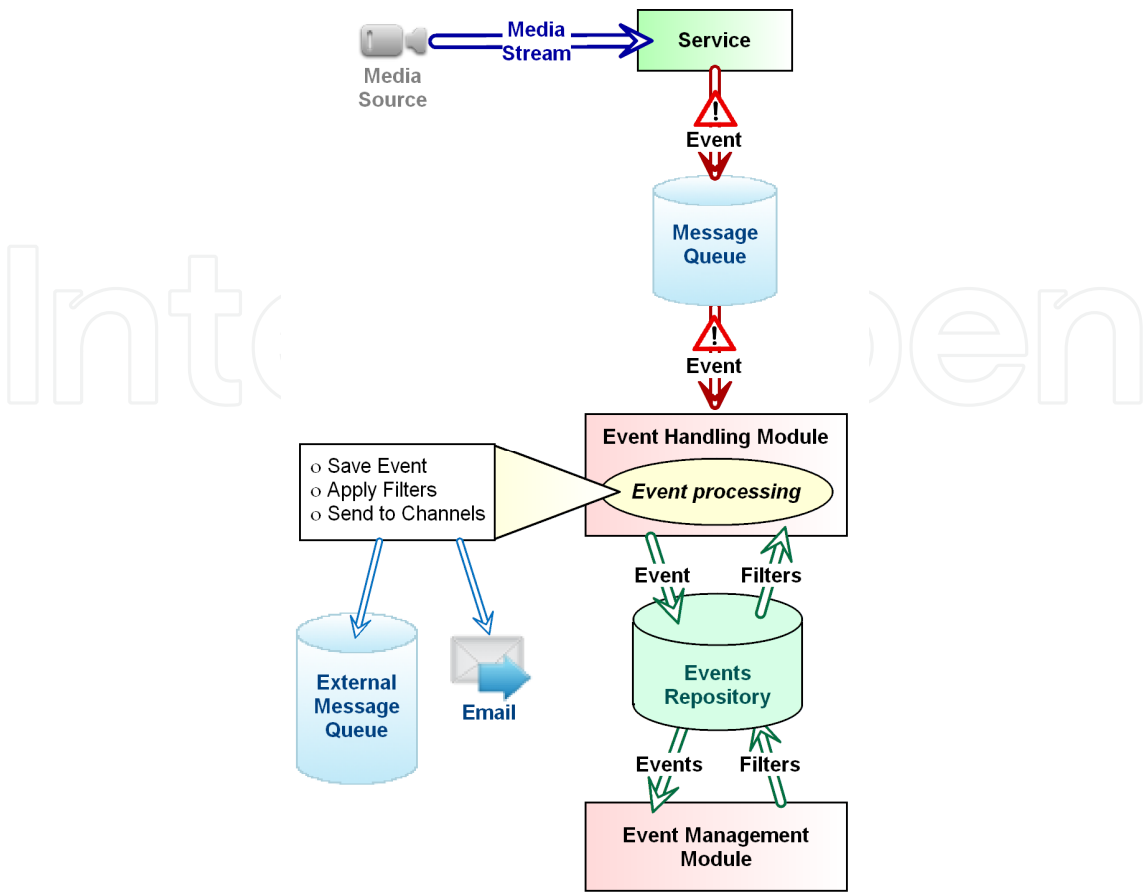 Media
Stream
Service
Media
Source
!
Event
Message
Queue
!
Event
Event Handling Module
Event processing
o Save Event
o Apply Filters
o Send to Channels
Event
Filters
Events
Repository
External
Message
Queue
Email
Events
Filters
Event Management
Module